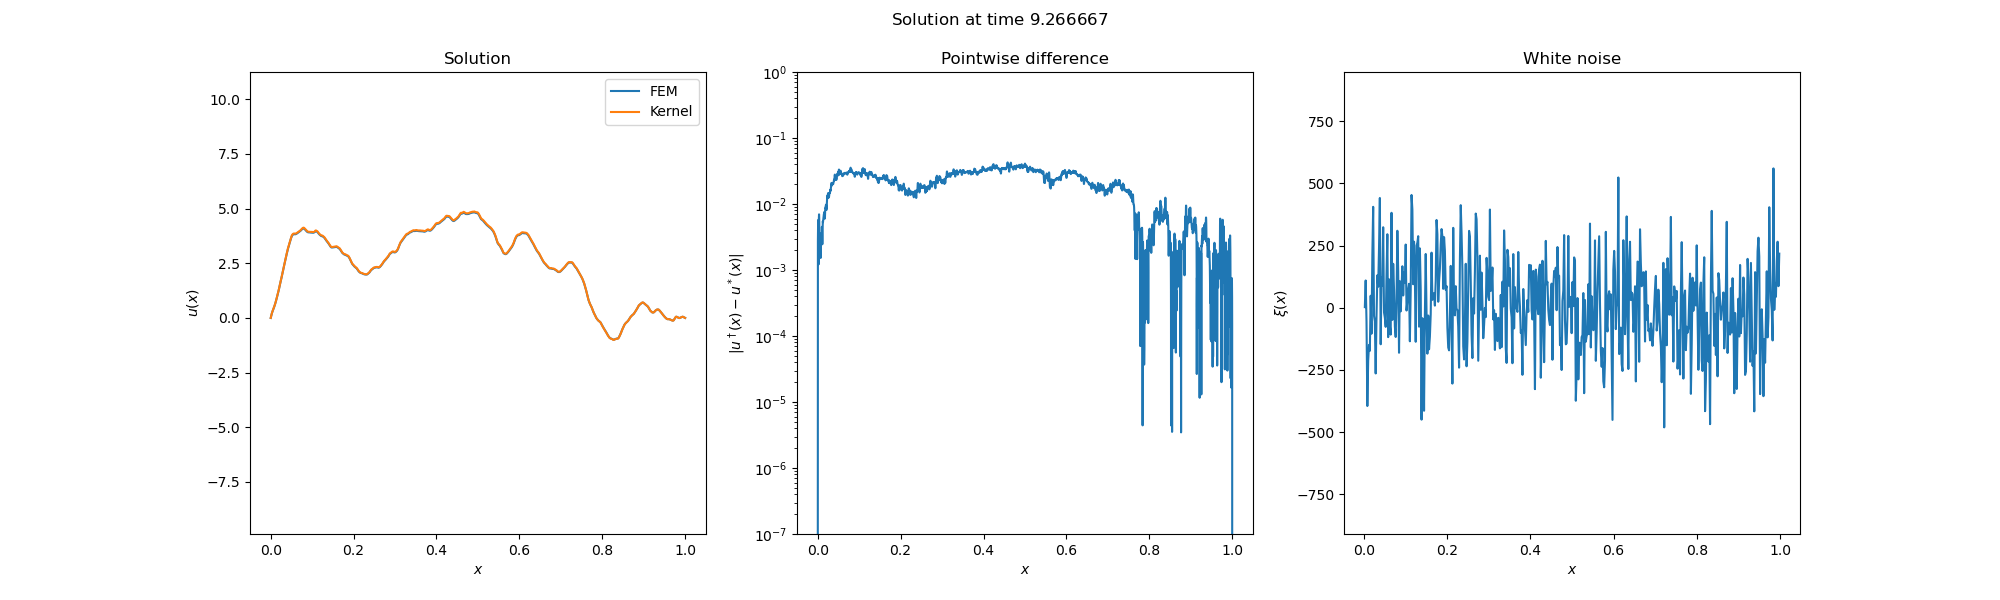 Solution at time 9.266667
Solution
10.0
7.5
5.0
2.5
0.0
−2.5
−5.0
−7.5
u(x)
0.0 0.2 0.4 0.6 0.8 1.0
x
FEM
Kernel
Pointwise difference
10^0
10^−1
10^−2
10^−3
10^−4
10^−5
10^−6
10^−7
|u^†(x) − u^*(x)|
0.0 0.2 0.4 0.6 0.8 1.0
x
White noise
750
500
250
0
−250
−500
−750
ξ(x)
0.0 0.2 0.4 0.6 0.8 1.0
x